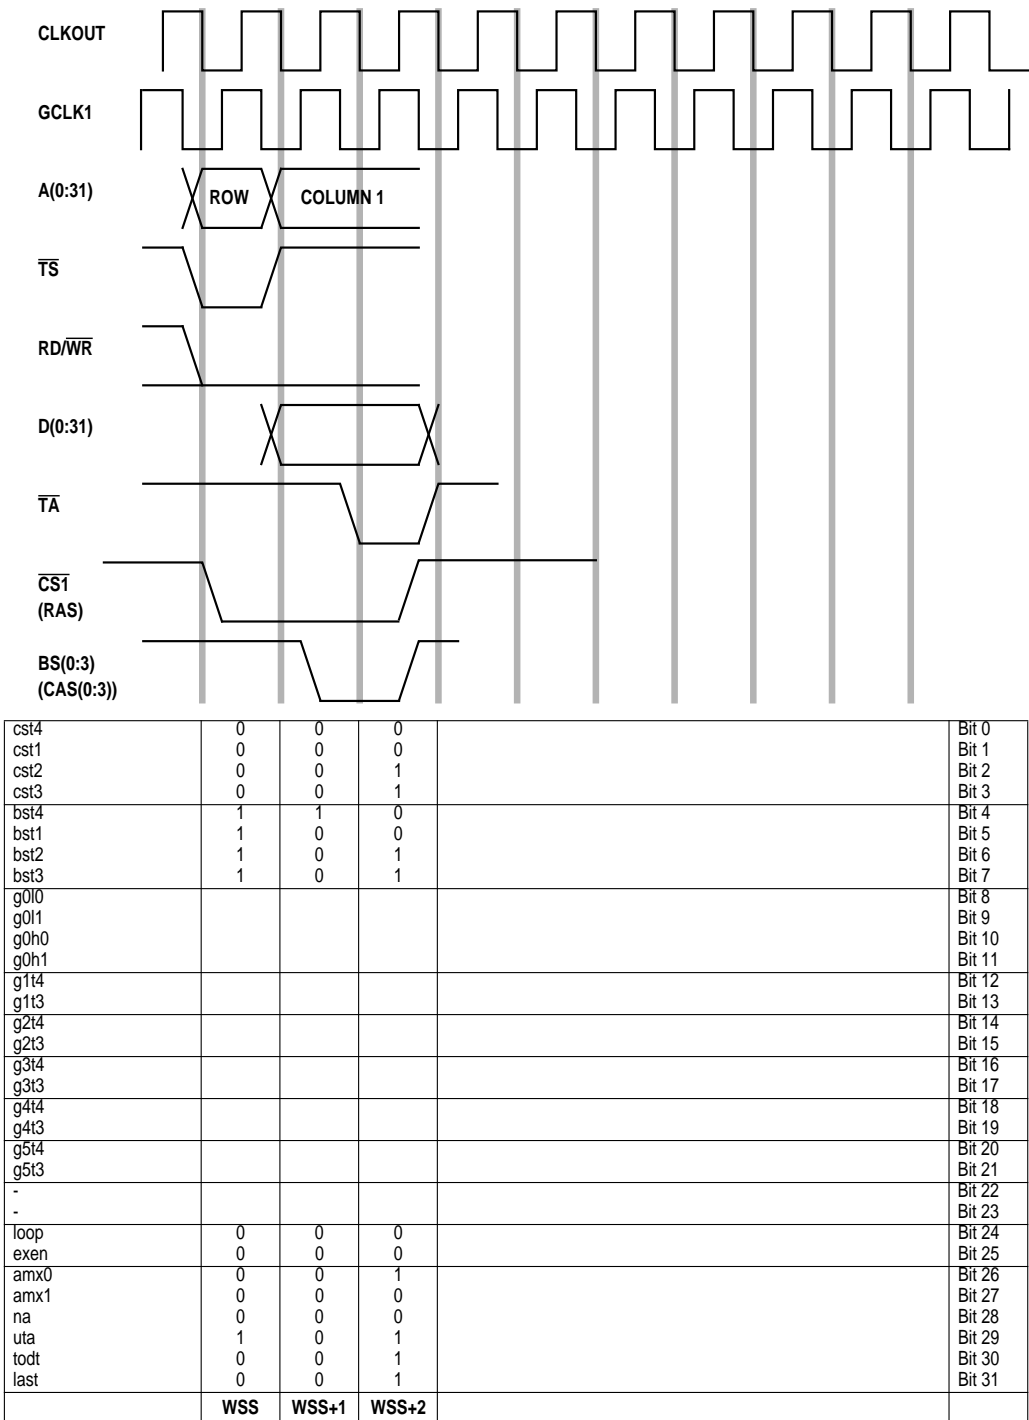 CLKOUT
GCLK1
A(0:31) ROW COLUMN 1
TS
RD/WR
D(0:31)
TA
CS1
(RAS)
BS(0:3)
(CAS(0:3))
cst4 0 0 0 Bit 0
cst1 0 0 0 Bit 1
cst2 0 0 1 Bit 2
cst3 0 0 1 Bit 3
bst4 1 1 0 Bit 4
bst1 1 0 0 Bit 5
bst2 1 0 1 Bit 6
bst3 1 0 1 Bit 7
g0l0 Bit 8
g0l1 Bit 9
g0h0 Bit 10
g0h1 Bit 11
g1t4 Bit 12
g1t3 Bit 13
g2t4 Bit 14
g2t3 Bit 15
g3t4 Bit 16
g3t3 Bit 17
g4t4 Bit 18
g4t3 Bit 19
g5t4 Bit 20
g5t3 Bit 21
- Bit 22
- Bit 23
loop 0 0 0 Bit 24
exen 0 0 0 Bit 25
amx0 0 0 1 Bit 26
amx1 0 0 0 Bit 27
na 0 0 0 Bit 28
uta 1 0 1 Bit 29
todt 0 0 1 Bit 30
last 0 0 1 Bit 31
WSS WSS+1 WSS+2